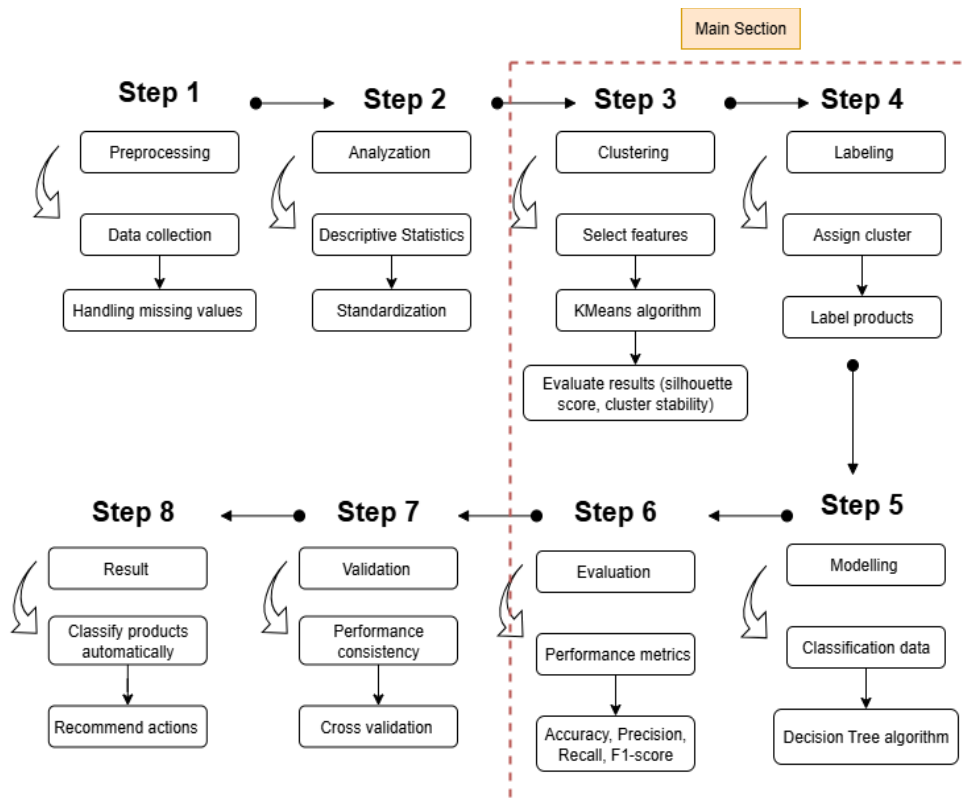 Main Section
Step 1
Preprocessing
Data collection
Handling missing values
Step 2
Analyzation
Descriptive Statistics
Standardization
Step 3
Clustering
Select features
KMeans algorithm
Evaluate results (silhouette
score, cluster stability)
Step 4
Labeling
Assign cluster
Label products
Step 5
Modelling
Classification data
Decision Tree algorithm
Step 6
Evaluation
Performance metrics
Accuracy, Precision,
Recall, F1-score
Step 7
Validation
Performance
consistency
Cross validation
Step 8
Result
Classify products
automatically
Recommend actions